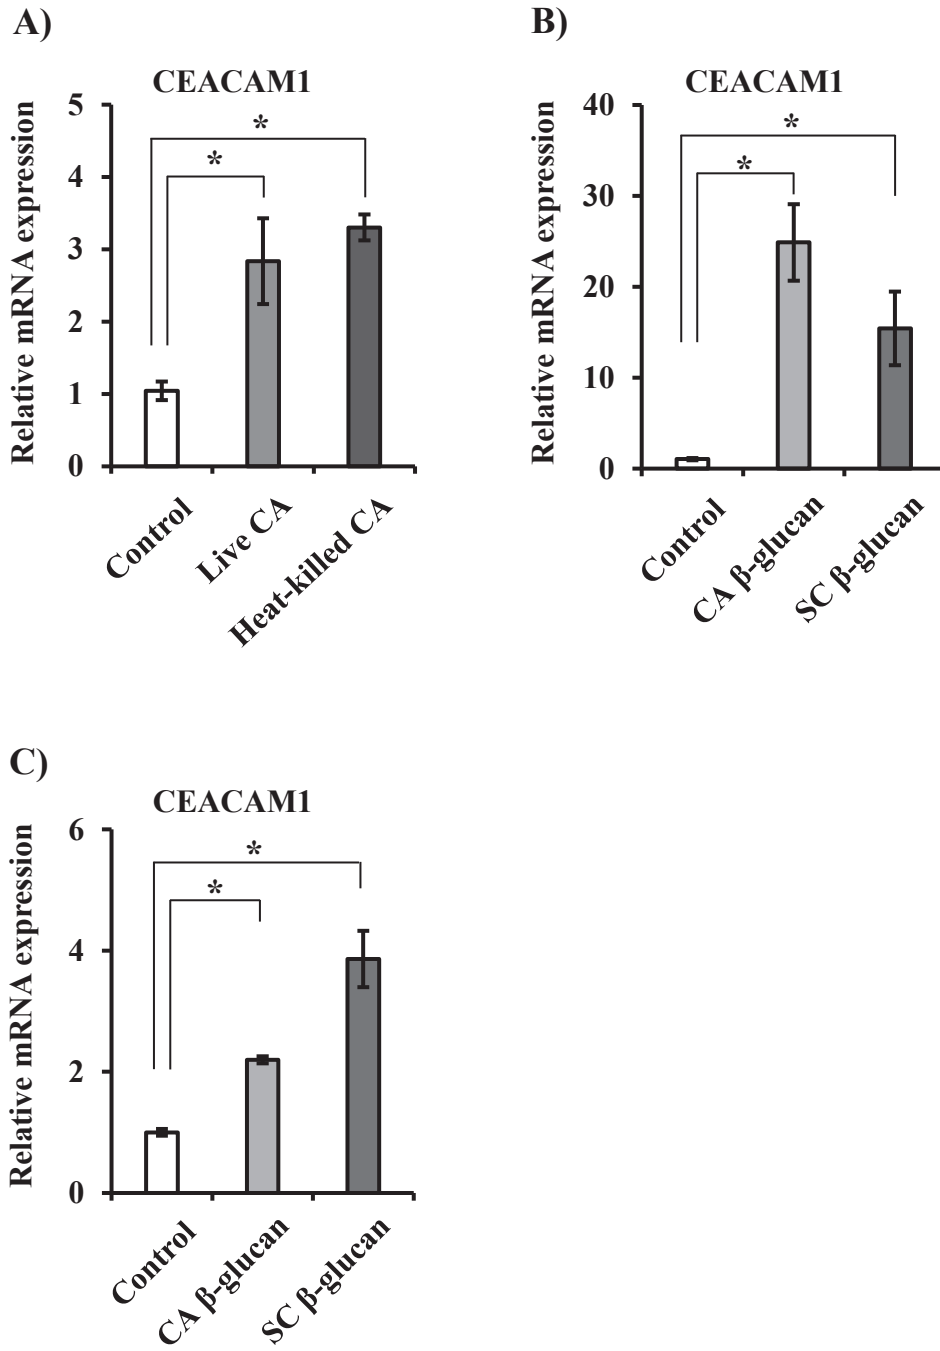 A)
CEACAM1
Relative mRNA expression
5
4
3
2
1
0
*
*
Control
Live CA
Heat-killed CA
B)
CEACAM1
Relative mRNA expression
40
30
20
10
0
*
*
Control
CA β-glucan
SC β-glucan
C)
CEACAM1
Relative mRNA expression
6
4
2
0
*
*
Control
CA β-glucan
SC β-glucan